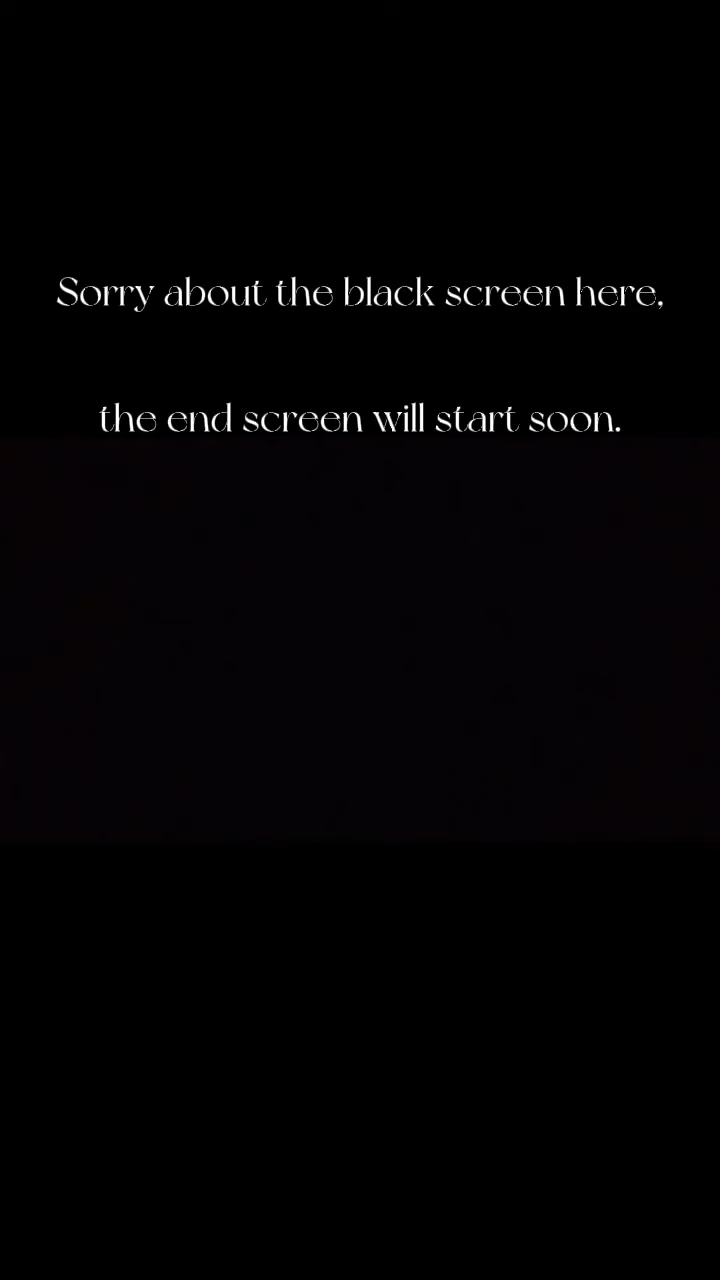 Sorry about the black screen here,
the end screen will start soon.